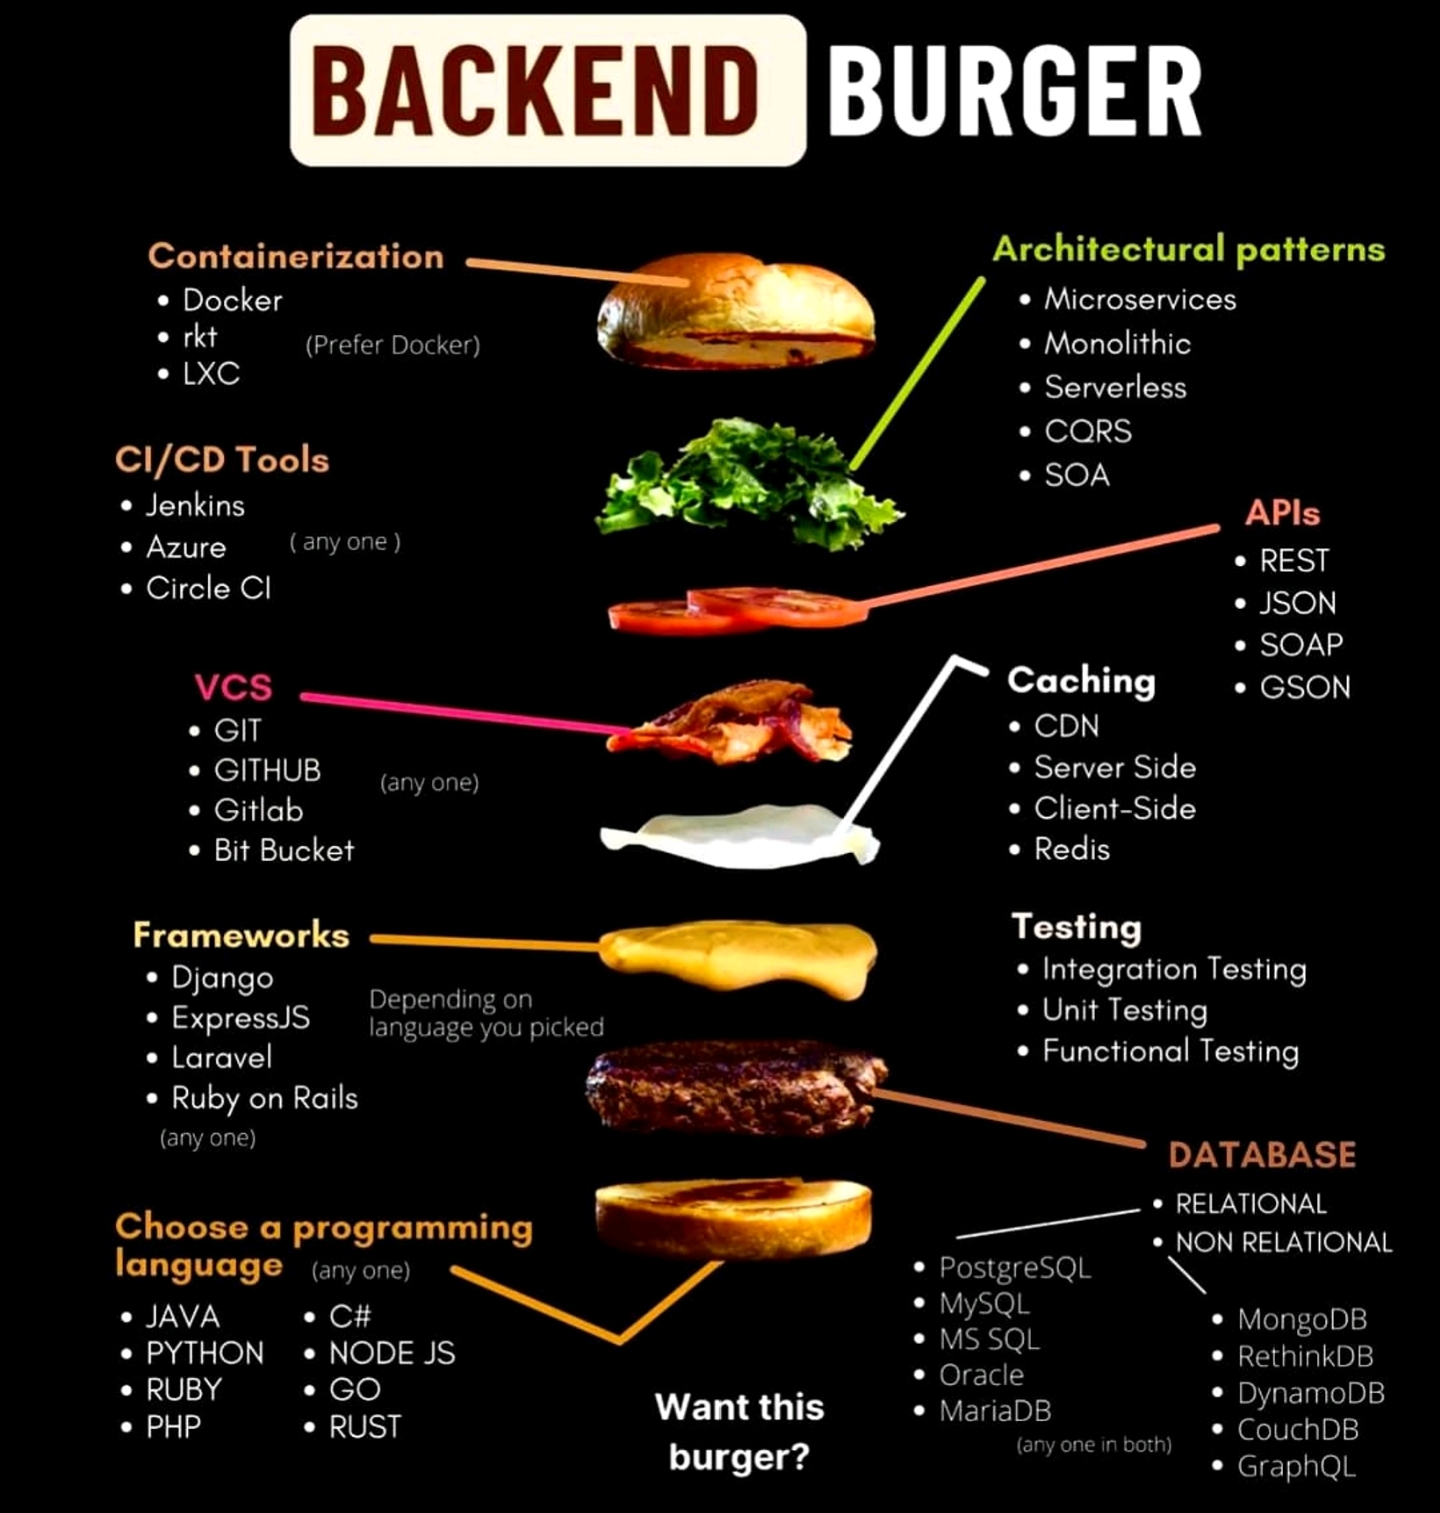 BACKEND BURGER
Containerization
• Docker
• rkt
(Prefer Docker)
• LXC
Architectural patterns
• Microservices
• Monolithic
• Serverless
• CQRS
• SOA
CI/CD Tools
• Jenkins
• Azure
( any one )
• Circle CI
APIs
• REST
• JSON
• SOAP
• GSON
VCS
• GIT
• GITHUB
(any one)
• Gitlab
• Bit Bucket
Caching
• CDN
• Server Side
• Client-Side
• Redis
Frameworks
• Django
• ExpressJS
• Laravel
• Ruby on Rails
(any one)
Depending on
language you picked
Testing
• Integration Testing
• Unit Testing
• Functional Testing
DATABASE
• RELATIONAL
• NON RELATIONAL
• PostgreSQL
• MySQL
• MS SQL
• Oracle
• MariaDB
(any one in both)
• MongoDB
• RethinkDB
• DynamoDB
• CouchDB
• GraphQL
Choose a programming
language (any one)
• JAVA
• PYTHON
• RUBY
• PHP
• C#
• NODE JS
• GO
• RUST
Want this
burger?